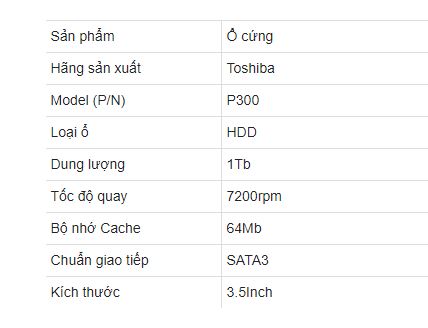 Sản phẩm Ổ cứng
Hãng sản xuất Toshiba
Model (P/N) P300
Loại ổ HDD
Dung lượng 1Tb
Tốc độ quay 7200rpm
Bộ nhớ Cache 64Mb
Chuẩn giao tiếp SATA3
Kích thước 3.5Inch